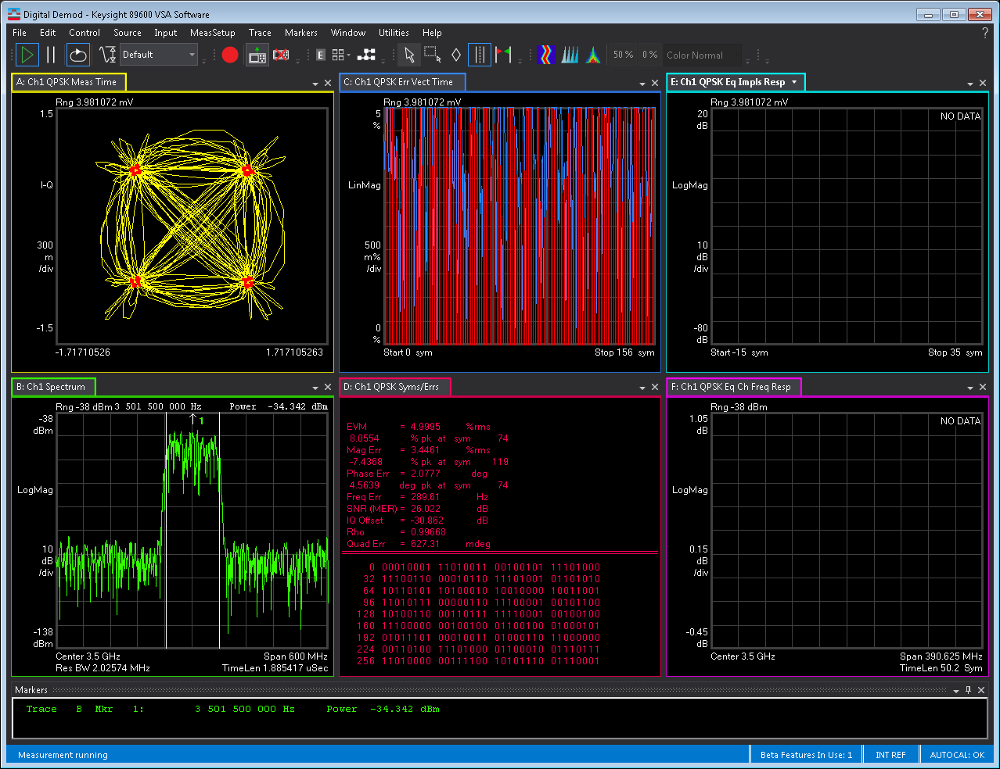 Digital Demod - Keysight 89600 VSA Software
File Edit Control Source Input MeasSetup Trace Markers Window Utilities Help ?
Default E 50 % 0 % Color Normal
A: Ch1 QPSK Meas Time
Rng 3.981072 mV
1.5
I-Q
300
m
/div
-1.5
-1.71710526 1.717105263
C: Ch1 QPSK Err Vect Time
Rng 3.981072 mV
5
%
LinMag
500
m%
/div
0
%
Start 0 sym Stop 156 sym
E: Ch1 QPSK Eq Impls Resp
Rng 3.981072 mV
20
dB
NO DATA
LogMag
10
dB
/div
-80
dB
Start -15 sym Stop 35 sym
B: Ch1 Spectrum
Rng -38 dBm 3 501 500 000 Hz Power -34.342 dBm
-38
dBm
1
LogMag
10
dB
/div
-138
dBm
Center 3.5 GHz Span 600 MHz
Res BW 2.02574 MHz TimeLen 1.885417 uSec
D: Ch1 QPSK Syms/Errs
EVM = 4.9995 %rms
8.0554 % pk at sym 74
Mag Err = 3.4461 %rms
-7.4368 % pk at sym 119
Phase Err = 2.0777 deg
4.5639 deg pk at sym 74
Freq Err = 289.61 Hz
SNR (MER) = 26.022 dB
IQ Offset = -30.862 dB
Rho = 0.99668
Quad Err = 627.31 mdeg
0 00010001 11010011 00100101 11101000
32 11100110 00010110 11101001 01101010
64 10110101 10100010 10010000 10011001
96 11010111 00000110 11100001 00101100
128 10100110 00110111 11110001 00100100
160 11100000 00100100 01100100 01000101
192 01011101 00010011 01000110 11000000
224 00110100 11101000 01100010 01110111
256 11010000 00111100 10101110 01110001
F: Ch1 QPSK Eq Ch Freq Resp
Rng -38 dBm
1.05
dB
NO DATA
LogMag
0.15
dB
/div
-0.45
dB
Center 3.5 GHz Span 390.625 MHz
TimeLen 50.2 Sym
Markers
Trace B Mkr 1: 3 501 500 000 Hz Power -34.342 dBm
Measurement running Beta Features In Use: 1 INT REF AUTOCAL: OK